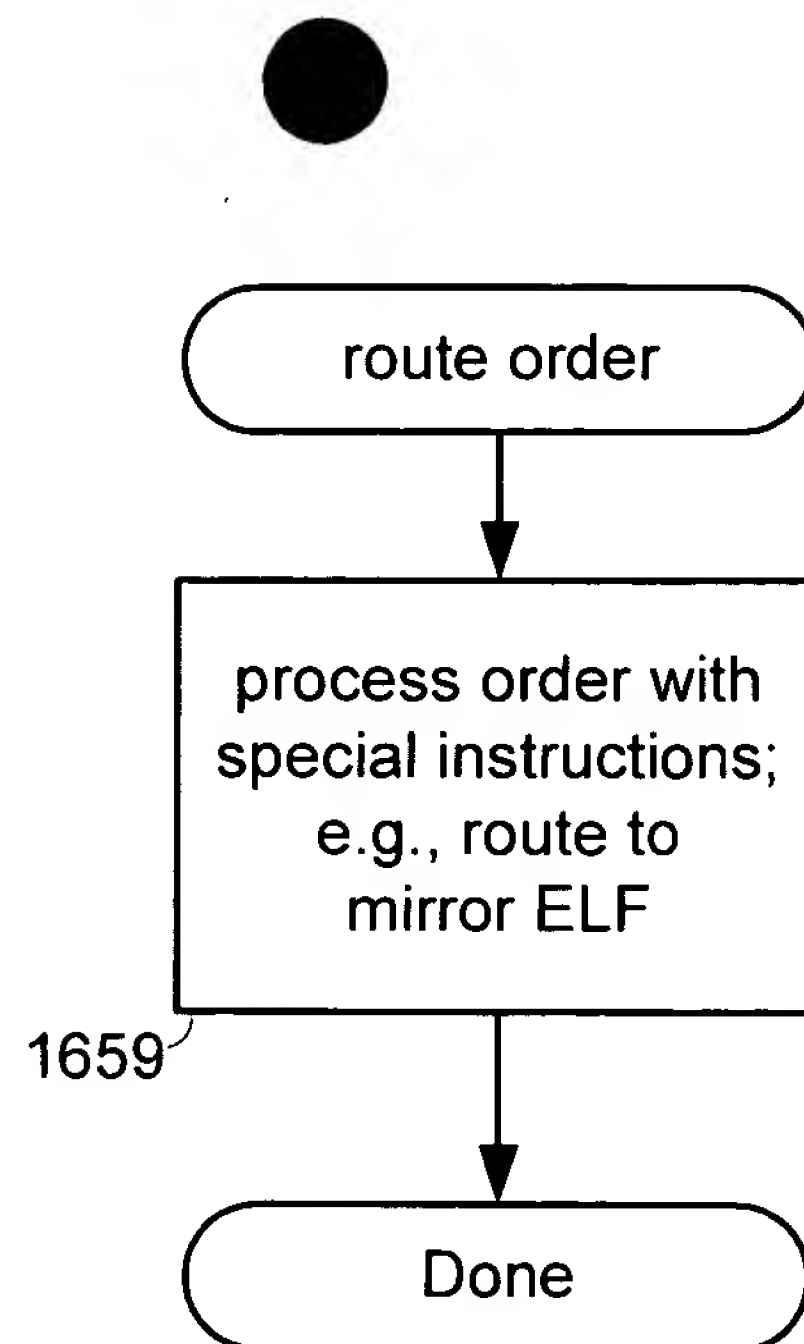 route order
process order with
special instructions;
e.g., route to
mirror ELF
1659
Done